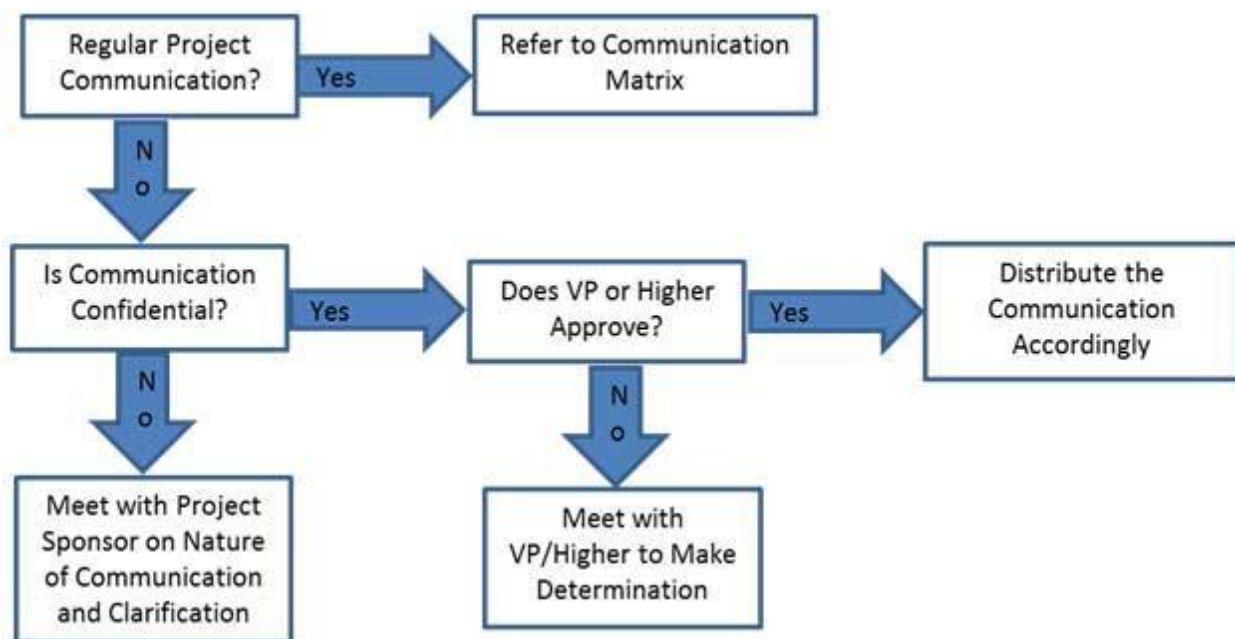 Regular Project
Communication?
Yes
Refer to Communication
Matrix
N
o
Is Communication
Confidential?
Yes
Does VP or Higher
Approve?
Yes
Distribute the
Communication
Accordingly
N
o
N
o
Meet with Project
Sponsor on Nature
of Communication
and Clarification
Meet with
VP/Higher to Make
Determination